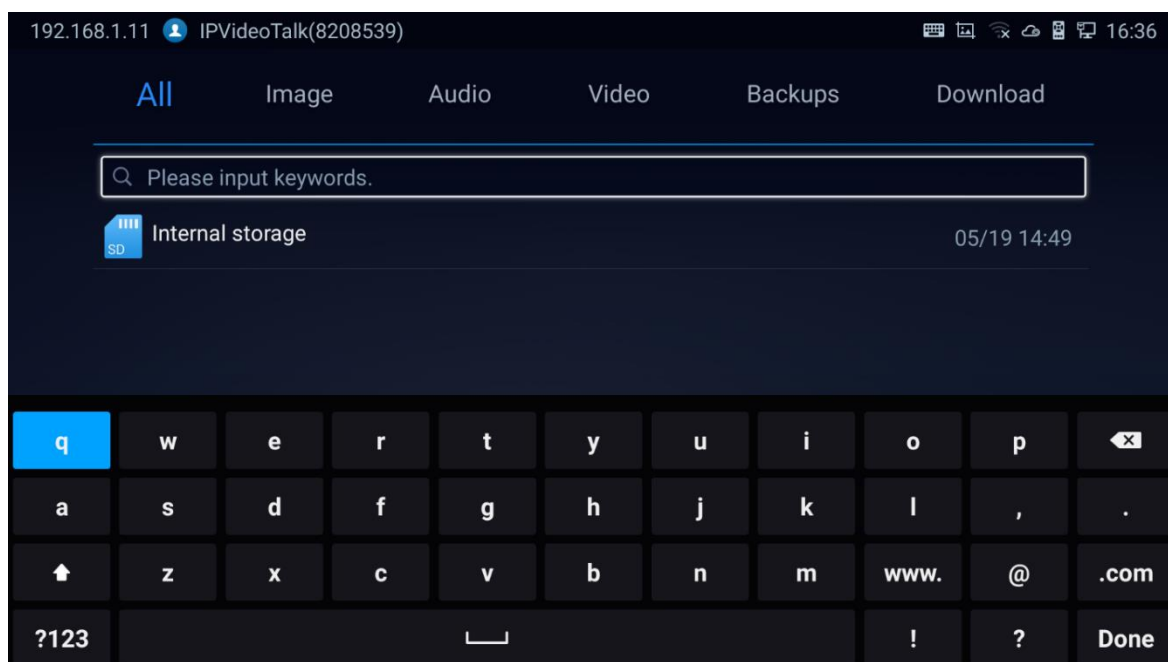 192.168.1.11 IPVideoTalk(8208539) 16:36
All Image Audio Video Backups Download
Please input keywords.
SD Internal storage 05/19 14:49
q w e r t y u i o p
a s d f g h j k l , .
z x c v b n m www. @ .com
?123 ! ? Done